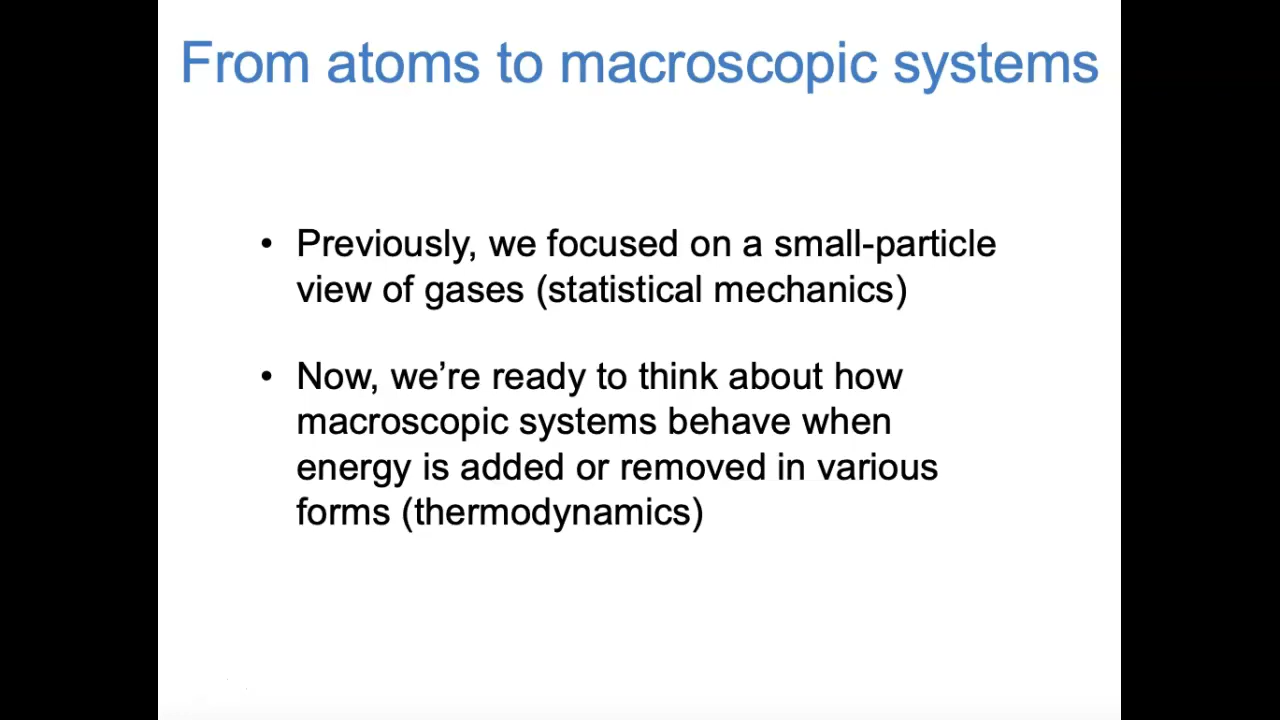 From atoms to macroscopic systems
• Previously, we focused on a small-particle
view of gases (statistical mechanics)
• Now, we’re ready to think about how
macroscopic systems behave when
energy is added or removed in various
forms (thermodynamics)